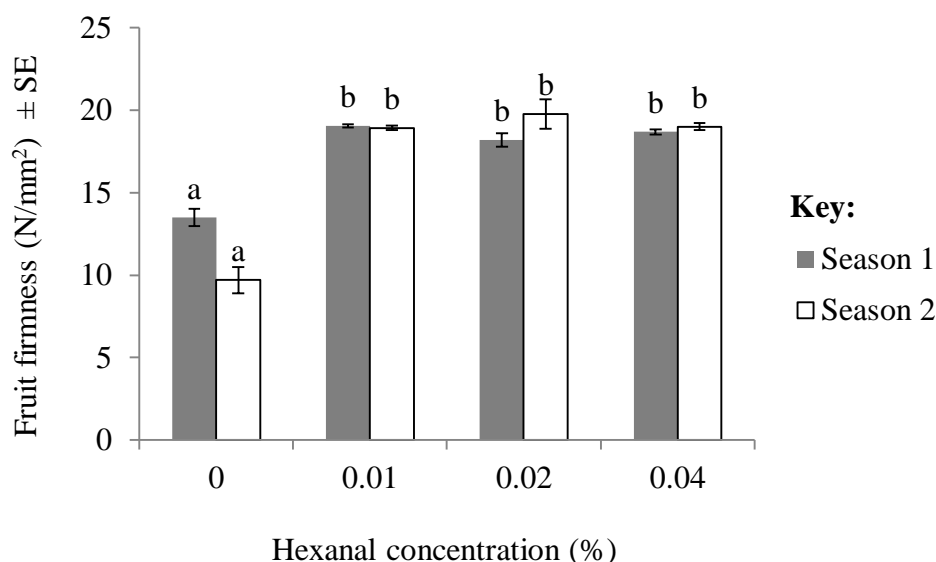 Fruit firmness (N/mm²) ± SE
25
20
15
10
5
0
a
a
b
b
b
b
b
b
0
0.01
0.02
0.04
Hexanal concentration (%)
Key:
Season 1
Season 2